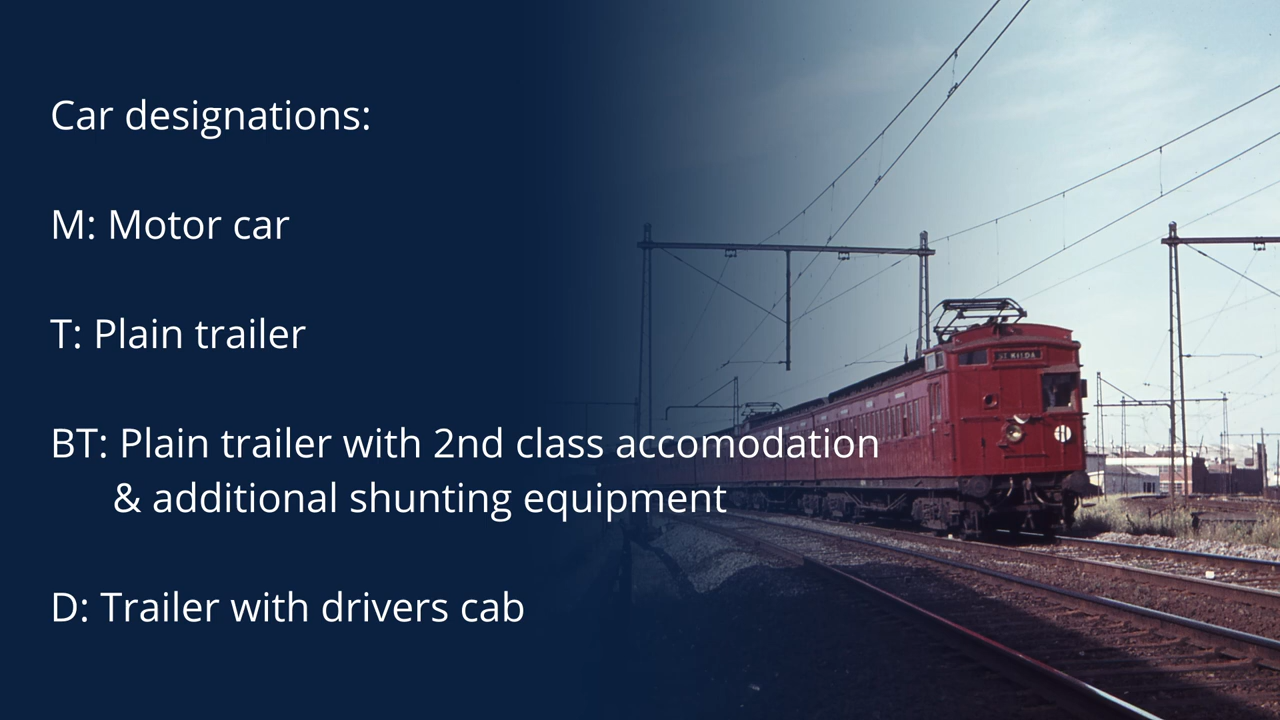 Car designations:
M: Motor car
T: Plain trailer
BT: Plain trailer with 2nd class accomodation
& additional shunting equipment
D: Trailer with drivers cab
ST KILDA